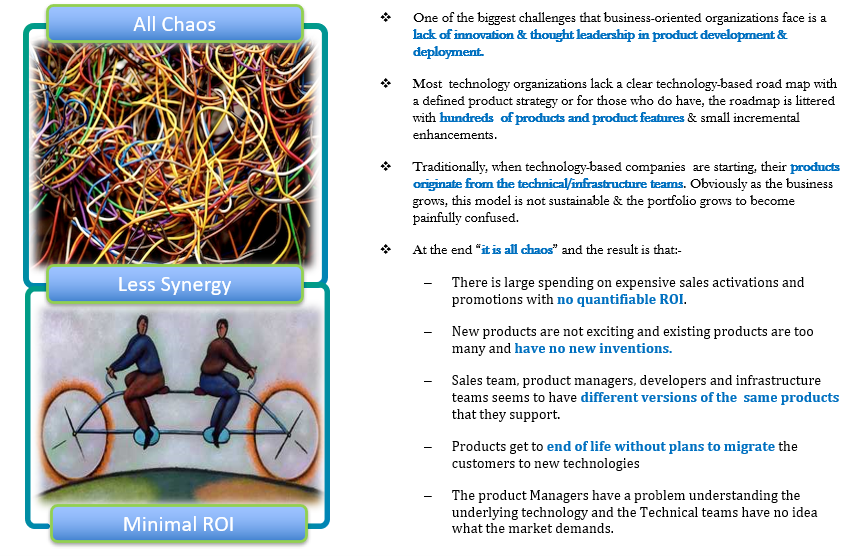 All Chaos
Less Synergy
Minimal ROI
❖ One of the biggest challenges that business-oriented organizations face is a
lack of innovation & thought leadership in product development &
deployment.
❖ Most technology organizations lack a clear technology-based road map with
a defined product strategy or for those who do have, the roadmap is littered
with hundreds of products and product features & small incremental
enhancements.
❖ Traditionally, when technology-based companies are starting, their products
originate from the technical/infrastructure teams. Obviously as the business
grows, this model is not sustainable & the portfolio grows to become
painfully confused.
❖ At the end “it is all chaos” and the result is that:-
– There is large spending on expensive sales activations and
promotions with no quantifiable ROI.
– New products are not exciting and existing products are too
many and have no new inventions.
– Sales team, product managers, developers and infrastructure
teams seems to have different versions of the same products
that they support.
– Products get to end of life without plans to migrate the
customers to new technologies
– The product Managers have a problem understanding the
underlying technology and the Technical teams have no idea
what the market demands.